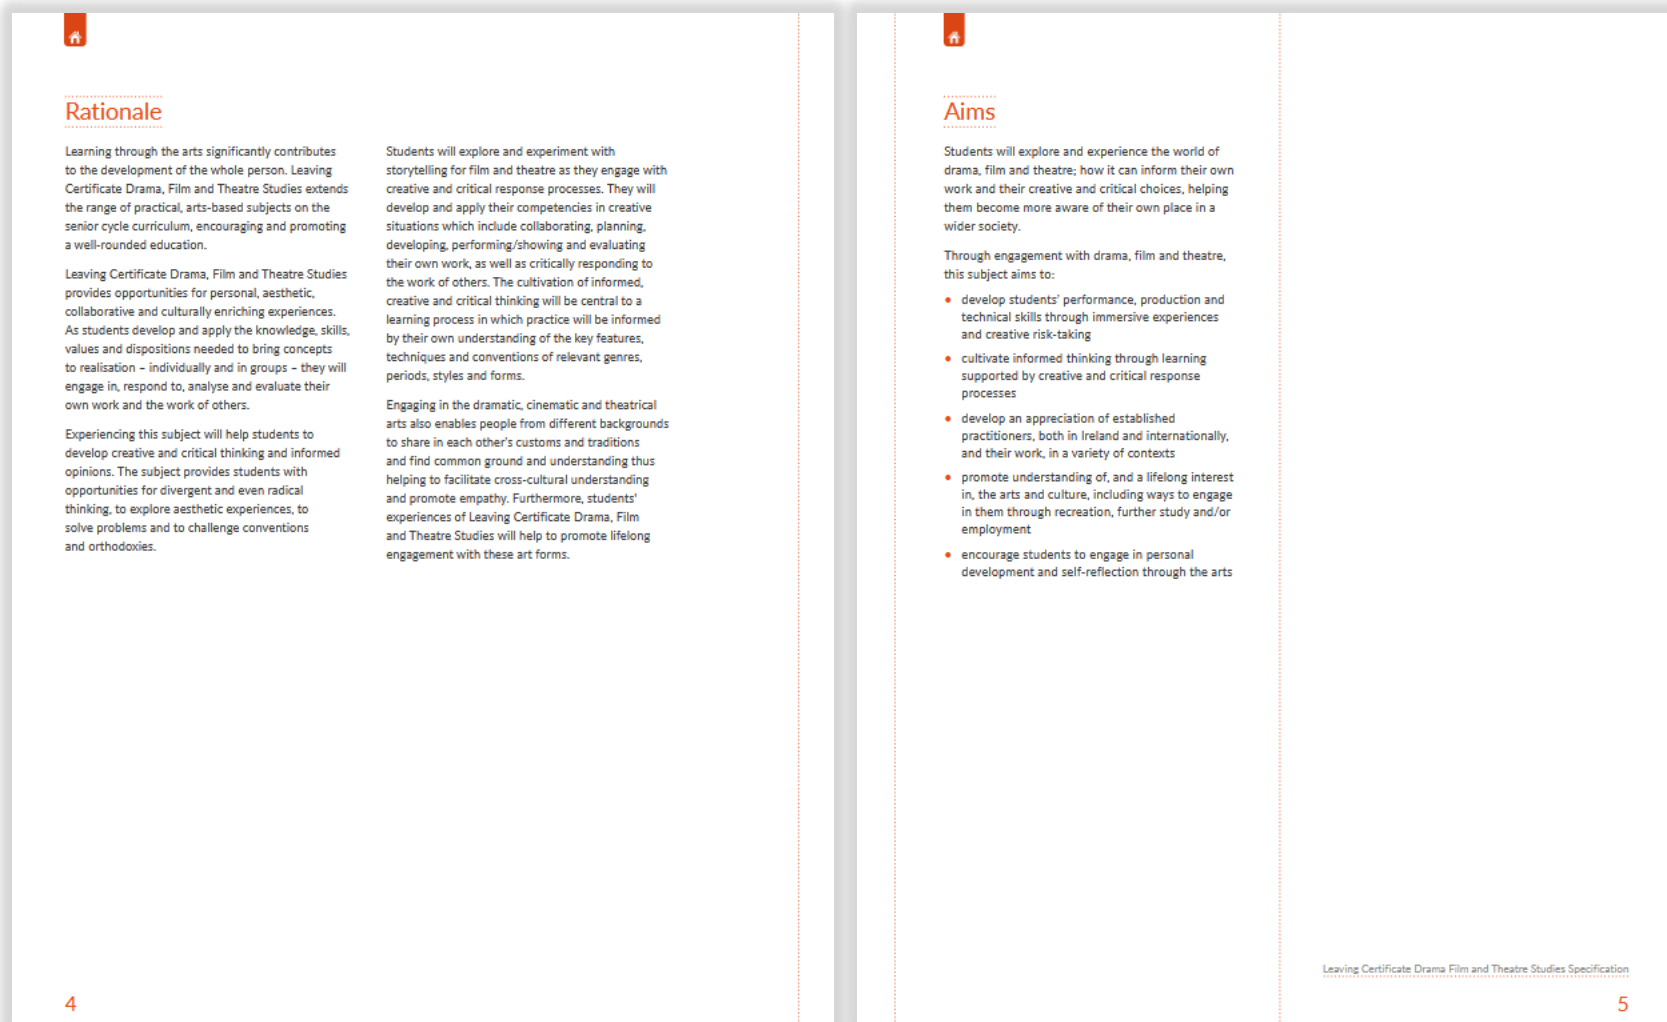 Rationale
Learning through the arts significantly contributes
to the development of the whole person. Leaving
Certificate Drama, Film and Theatre Studies extends
the range of practical, arts-based subjects on the
senior cycle curriculum, encouraging and promoting
a well-rounded education.
Leaving Certificate Drama, Film and Theatre Studies
provides opportunities for personal, aesthetic,
collaborative and culturally enriching experiences.
As students develop and apply the knowledge, skills,
values and dispositions needed to bring concepts
to realisation – individually and in groups – they will
engage in, respond to, analyse and evaluate their
own work and the work of others.
Experiencing this subject will help students to
develop creative and critical thinking and informed
opinions. The subject provides students with
opportunities for divergent and even radical
thinking, to explore aesthetic experiences, to
solve problems and to challenge conventions
and orthodoxies.
Students will explore and experiment with
storytelling for film and theatre as they engage with
creative and critical response processes. They will
develop and apply their competencies in creative
situations which include collaborating, planning,
developing, performing/showing and evaluating
their own work, as well as critically responding to
the work of others. The cultivation of informed,
creative and critical thinking will be central to a
learning process in which practice will be informed
by their own understanding of the key features,
techniques and conventions of relevant genres,
periods, styles and forms.
Engaging in the dramatic, cinematic and theatrical
arts also enables people from different backgrounds
to share in each other's customs and traditions
and find common ground and understanding thus
helping to facilitate cross-cultural understanding
and promote empathy. Furthermore, students'
experiences of Leaving Certificate Drama, Film
and Theatre Studies will help to promote lifelong
engagement with these art forms.
4
Aims
Students will explore and experience the world of
drama, film and theatre; how it can inform their own
work and their creative and critical choices, helping
them become more aware of their own place in a
wider society.
Through engagement with drama, film and theatre,
this subject aims to:
• develop students' performance, production and
technical skills through immersive experiences
and creative risk-taking
• cultivate informed thinking through learning
supported by creative and critical response
processes
• develop an appreciation of established
practitioners, both in Ireland and internationally,
and their work, in a variety of contexts
• promote understanding of, and a lifelong interest
in, the arts and culture, including ways to engage
in them through recreation, further study and/or
employment
• encourage students to engage in personal
development and self-reflection through the arts
Leaving Certificate Drama Film and Theatre Studies Specification
5